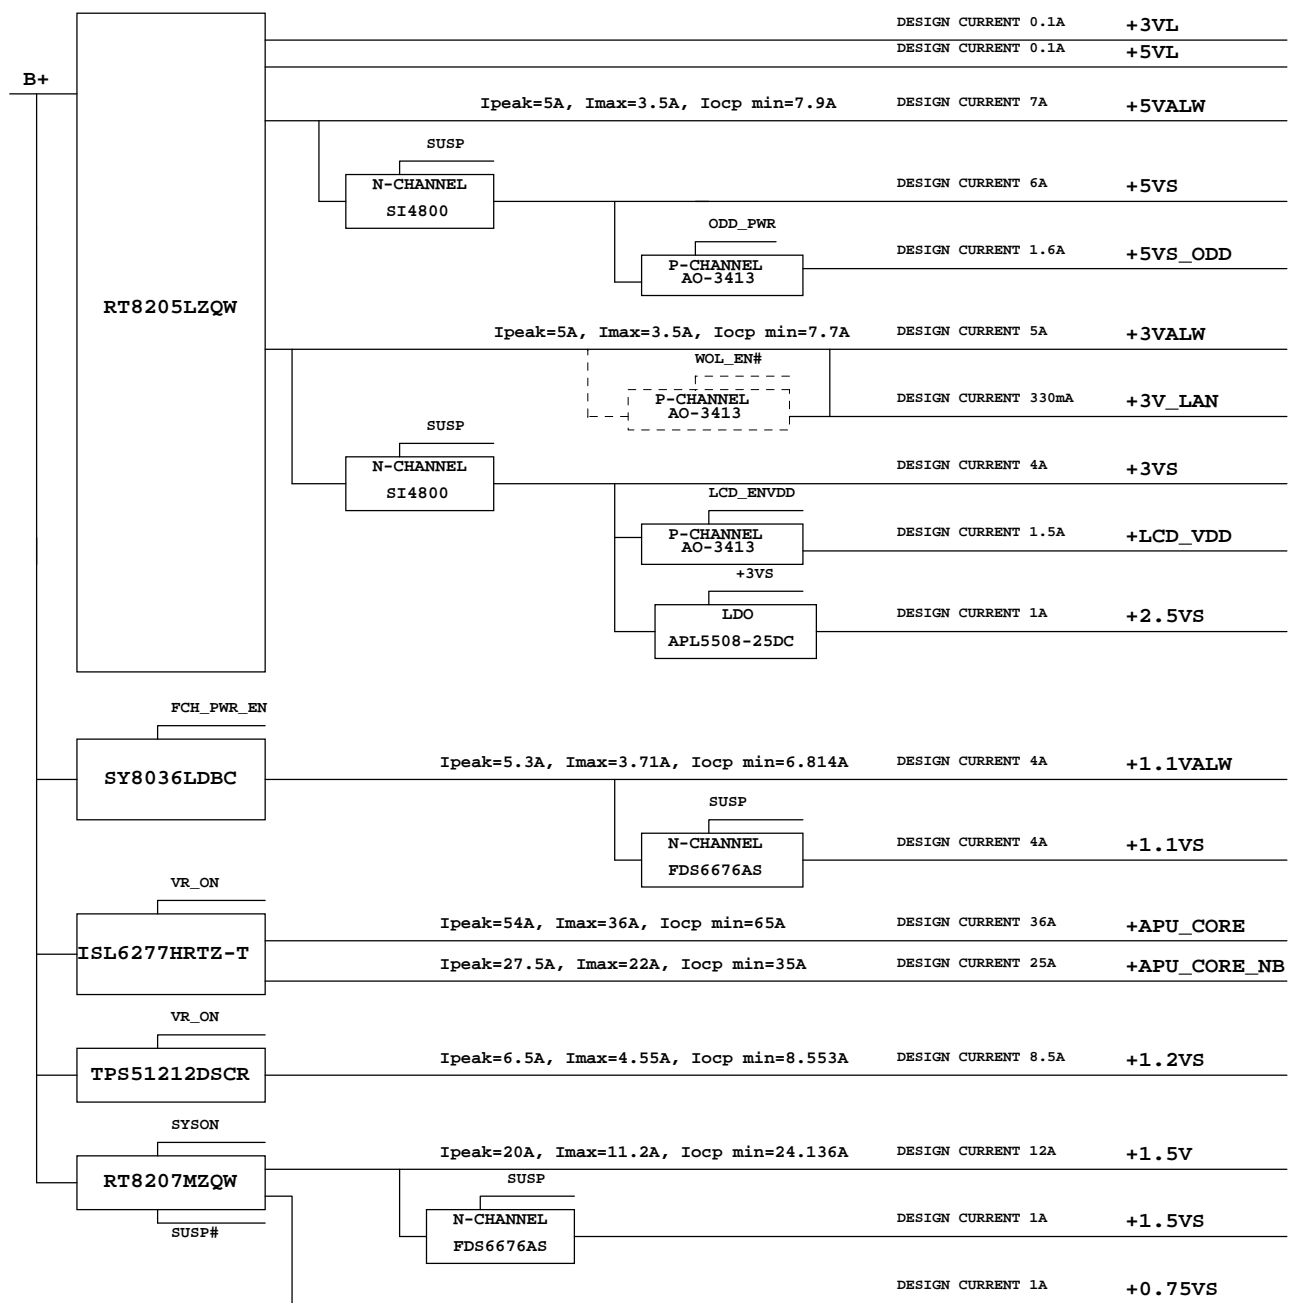 DESIGN CURRENT 0.1A +3VL
DESIGN CURRENT 0.1A +5VL
B+
Ipeak=5A, Imax=3.5A, Iocp min=7.9A DESIGN CURRENT 7A +5VALW
SUSP
N-CHANNEL
SI4800
DESIGN CURRENT 6A +5VS
ODD_PWR
P-CHANNEL
AO-3413
DESIGN CURRENT 1.6A +5VS_ODD
RT8205LZQW
Ipeak=5A, Imax=3.5A, Iocp min=7.7A DESIGN CURRENT 5A +3VALW
WOL_EN#
P-CHANNEL
AO-3413
DESIGN CURRENT 330mA +3V_LAN
SUSP
N-CHANNEL
SI4800
DESIGN CURRENT 4A +3VS
LCD_ENVDD
P-CHANNEL
AO-3413
DESIGN CURRENT 1.5A +LCD_VDD
+3VS
LDO
APL5508-25DC
DESIGN CURRENT 1A +2.5VS
FCH_PWR_EN
SY8036LDBC
Ipeak=5.3A, Imax=3.71A, Iocp min=6.814A DESIGN CURRENT 4A +1.1VALW
SUSP
N-CHANNEL
FDS6676AS
DESIGN CURRENT 4A +1.1VS
VR_ON
ISL6277HRTZ-T
Ipeak=54A, Imax=36A, Iocp min=65A DESIGN CURRENT 36A +APU_CORE
Ipeak=27.5A, Imax=22A, Iocp min=35A DESIGN CURRENT 25A +APU_CORE_NB
VR_ON
TPS51212DSCR
Ipeak=6.5A, Imax=4.55A, Iocp min=8.553A DESIGN CURRENT 8.5A +1.2VS
SYSON
RT8207MZQW
SUSP#
Ipeak=20A, Imax=11.2A, Iocp min=24.136A DESIGN CURRENT 12A +1.5V
SUSP
N-CHANNEL
FDS6676AS
DESIGN CURRENT 1A +1.5VS
DESIGN CURRENT 1A +0.75VS